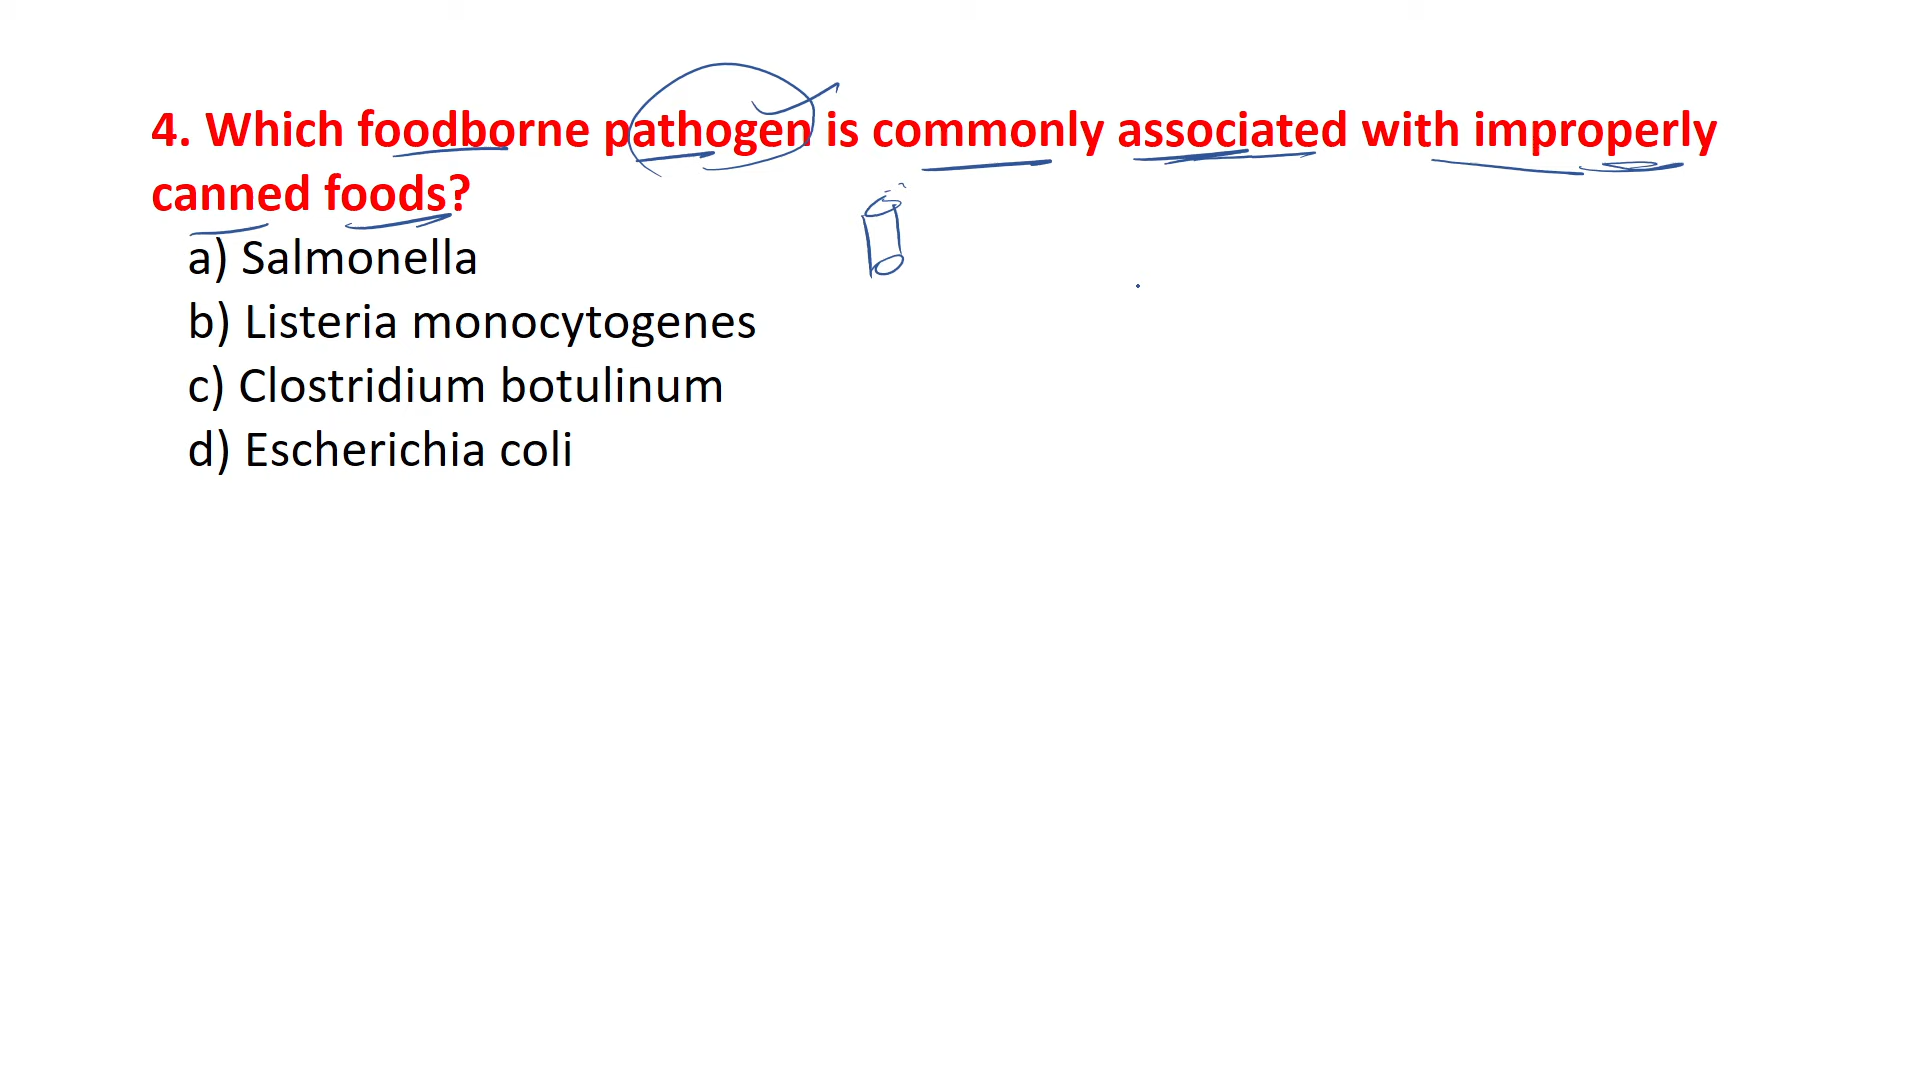 4. Which foodborne pathogen is commonly associated with improperly
canned foods?
a) Salmonella
b) Listeria monocytogenes
c) Clostridium botulinum
d) Escherichia coli